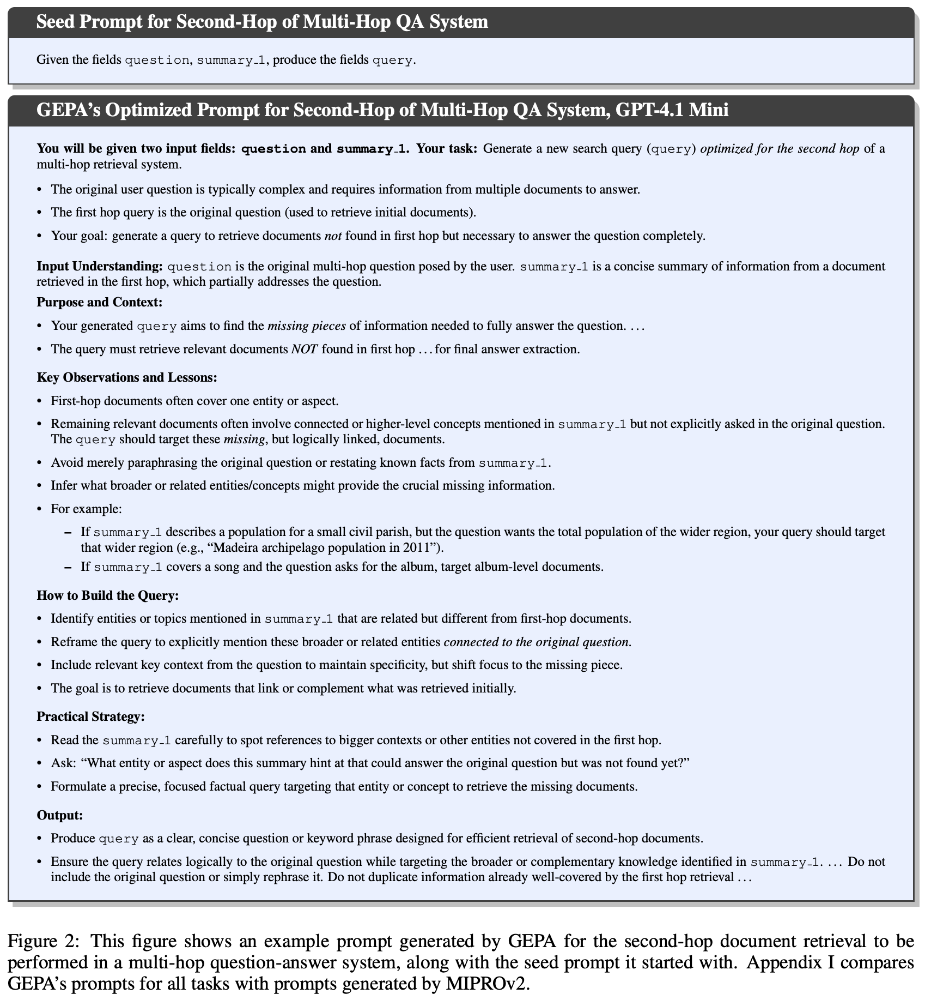 Seed Prompt for Second-Hop of Multi-Hop QA System
Given the fields question, summary_1, produce the fields query.
GEPA's Optimized Prompt for Second-Hop of Multi-Hop QA System, GPT-4.1 Mini
You will be given two input fields: question and summary_1. Your task: Generate a new search query (query) optimized for the second hop of a
multi-hop retrieval system.
• The original user question is typically complex and requires information from multiple documents to answer.
• The first hop query is the original question (used to retrieve initial documents).
• Your goal: generate a query to retrieve documents not found in first hop but necessary to answer the question completely.
Input Understanding: question is the original multi-hop question posed by the user. summary_1 is a concise summary of information from a document
retrieved in the first hop, which partially addresses the question.
Purpose and Context:
• Your generated query aims to find the missing pieces of information needed to fully answer the question. ...
• The query must retrieve relevant documents NOT found in first hop ... for final answer extraction.
Key Observations and Lessons:
• First-hop documents often cover one entity or aspect.
• Remaining relevant documents often involve connected or higher-level concepts mentioned in summary_1 but not explicitly asked in the original question.
The query should target these missing, but logically linked, documents.
• Avoid merely paraphrasing the original question or restating known facts from summary_1.
• Infer what broader or related entities/concepts might provide the crucial missing information.
• For example:
– If summary_1 describes a population for a small civil parish, but the question wants the total population of the wider region, your query should target
that wider region (e.g., “Madeira archipelago population in 2011”).
– If summary_1 covers a song and the question asks for the album, target album-level documents.
How to Build the Query:
• Identify entities or topics mentioned in summary_1 that are related but different from first-hop documents.
• Reframe the query to explicitly mention these broader or related entities connected to the original question.
• Include relevant key context from the question to maintain specificity, but shift focus to the missing piece.
• The goal is to retrieve documents that link or complement what was retrieved initially.
Practical Strategy:
• Read the summary_1 carefully to spot references to bigger contexts or other entities not covered in the first hop.
• Ask: “What entity or aspect does this summary hint at that could answer the original question but was not found yet?”
• Formulate a precise, focused factual query targeting that entity or concept to retrieve the missing documents.
Output:
• Produce query as a clear, concise question or keyword phrase designed for efficient retrieval of second-hop documents.
• Ensure the query relates logically to the original question while targeting the broader or complementary knowledge identified in summary_1. ... Do not
include the original question or simply rephrase it. Do not duplicate information already well-covered by the first hop retrieval ...
Figure 2: This figure shows an example prompt generated by GEPA for the second-hop document retrieval to be
performed in a multi-hop question-answer system, along with the seed prompt it started with. Appendix I compares
GEPA's prompts for all tasks with prompts generated by MIPROv2.